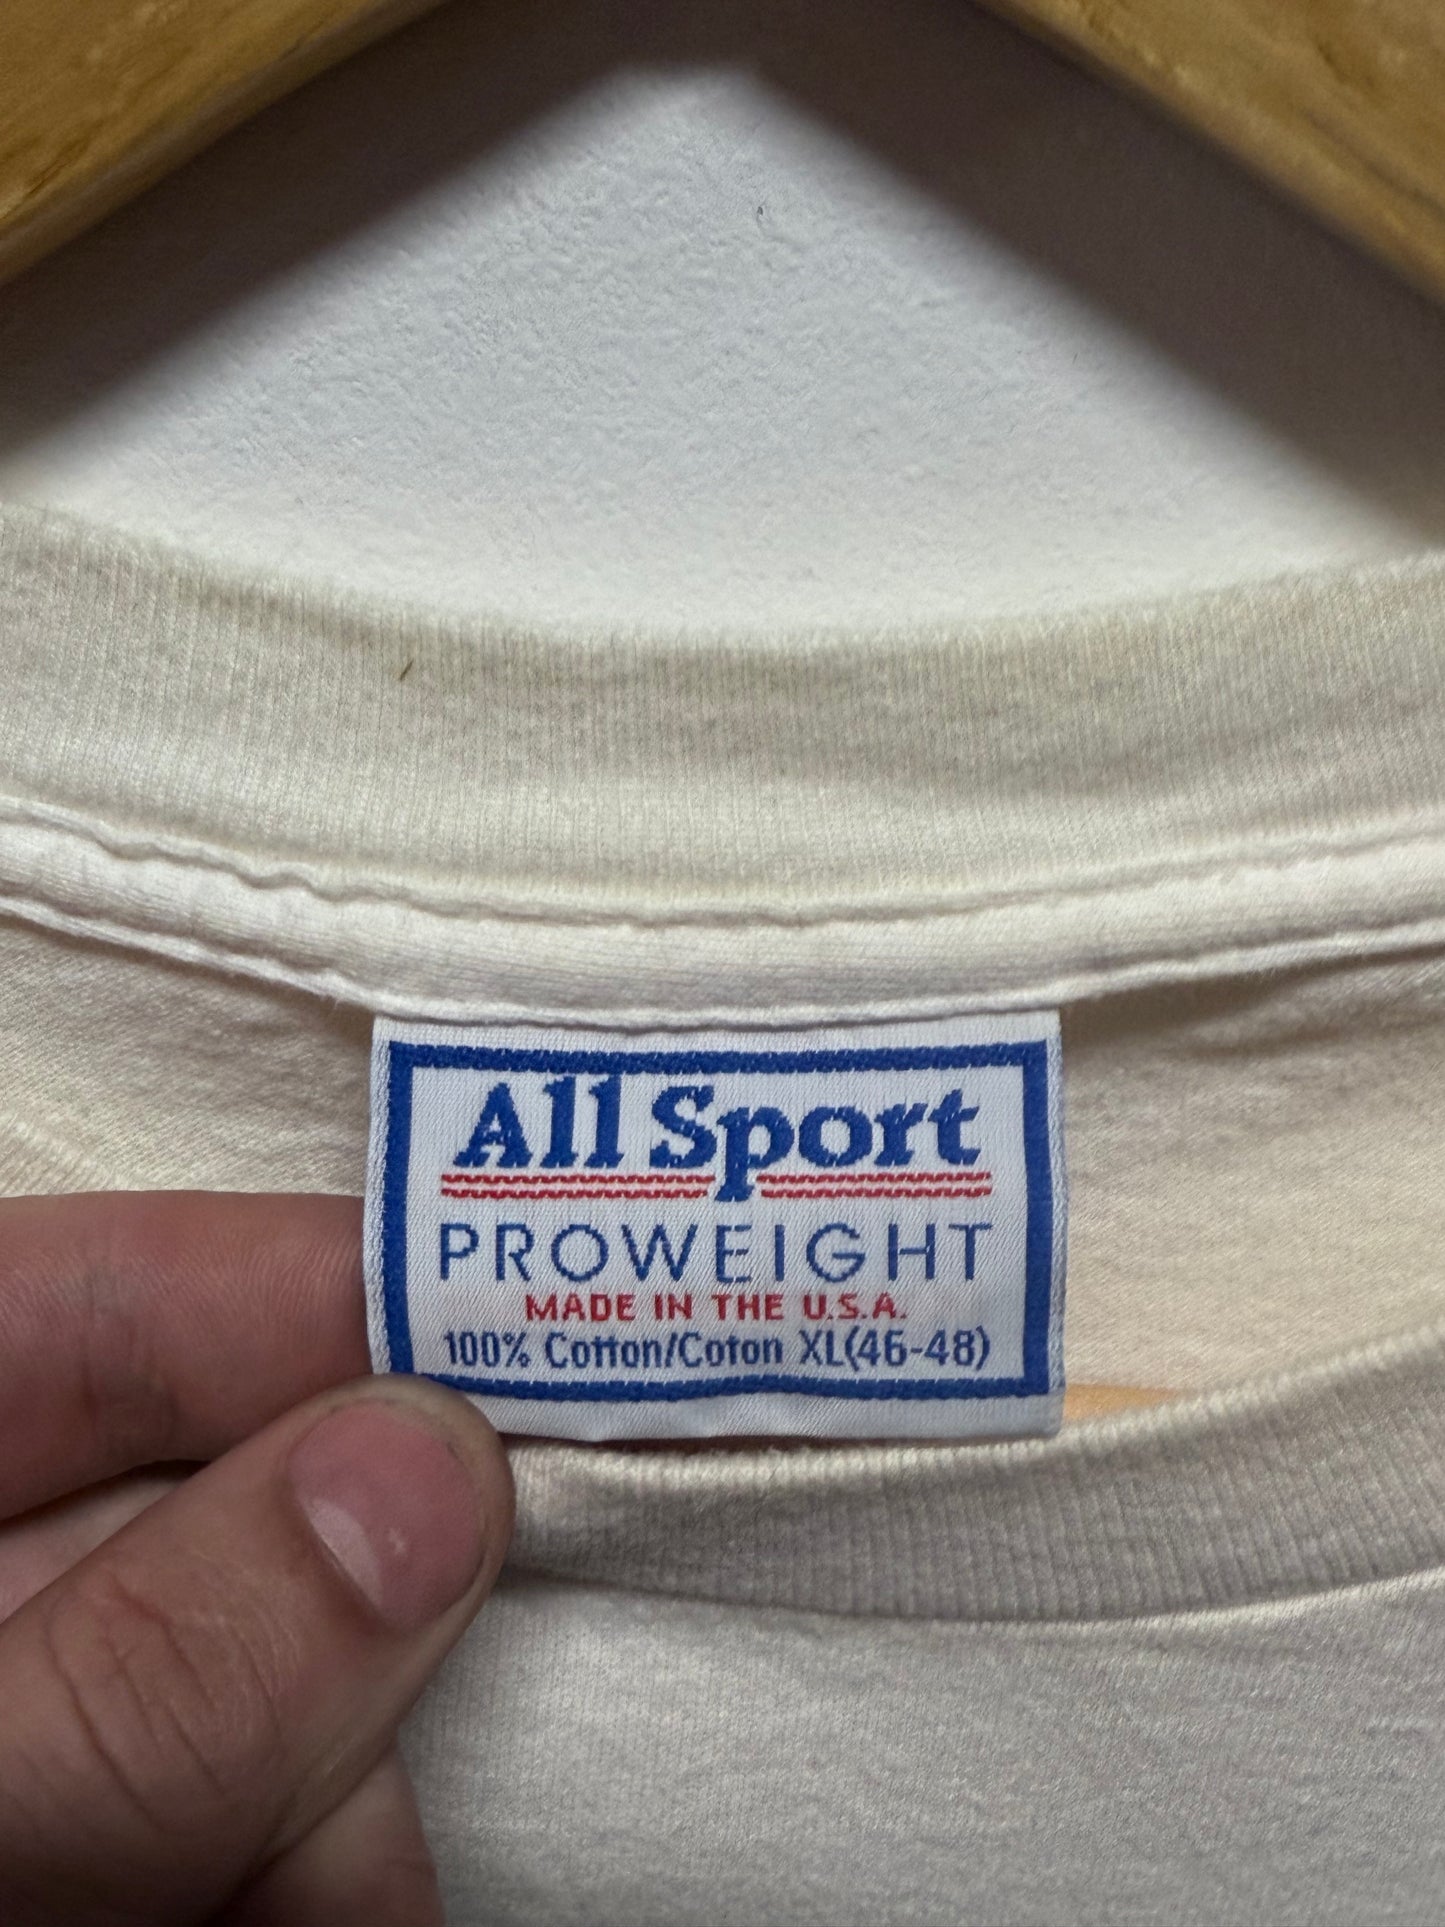 All Sport
PROWEIGHT
MADE IN THE U.S.A.
100% Cotton/Coton XL(46-48)